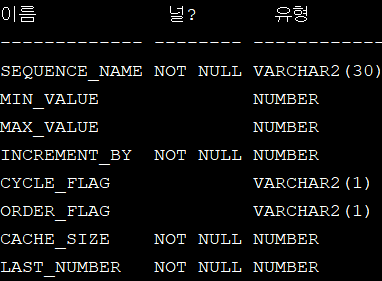 이름 널? 유형
------------- -------- ------------
SEQUENCE_NAME NOT NULL VARCHAR2(30)
MIN_VALUE NUMBER
MAX_VALUE NUMBER
INCREMENT_BY NOT NULL NUMBER
CYCLE_FLAG VARCHAR2(1)
ORDER_FLAG VARCHAR2(1)
CACHE_SIZE NOT NULL NUMBER
LAST_NUMBER NOT NULL NUMBER